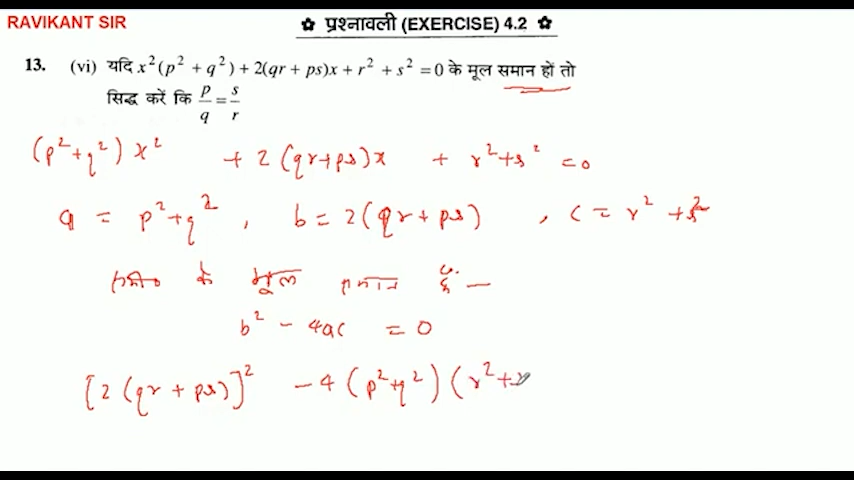 RAVIKANT SIR
✿ प्रश्नावली (EXERCISE) 4.2 ✿
13. (vi) यदि x²(p² + q²) + 2(qr + ps)x + r² + s² = 0 के मूल समान हों तो
सिद्ध करें कि p/q = s/r
(p² + q²) x² + 2 (qr + ps)x + r² + s² = 0
a = p² + q² , b = 2 (qr + ps) , c = r² + s²
के मूल समान हैं —
b² - 4ac = 0
[2 (qr + ps)]² - 4 (p² + q²) (r² +